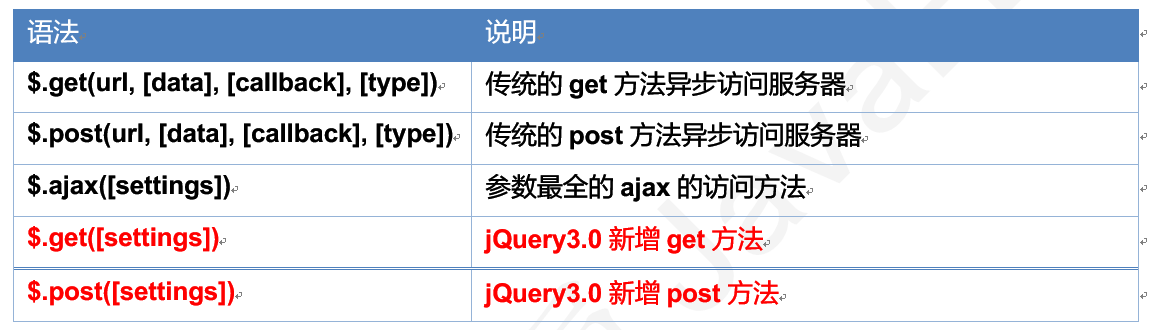 语法 说明
$.get(url, [data], [callback], [type]) 传统的 get 方法异步访问服务器
$.post(url, [data], [callback], [type]) 传统的 post 方法异步访问服务器
$.ajax([settings]) 参数最全的 ajax 的访问方法
$.get([settings]) jQuery3.0 新增 get 方法
$.post([settings]) jQuery3.0 新增 post 方法